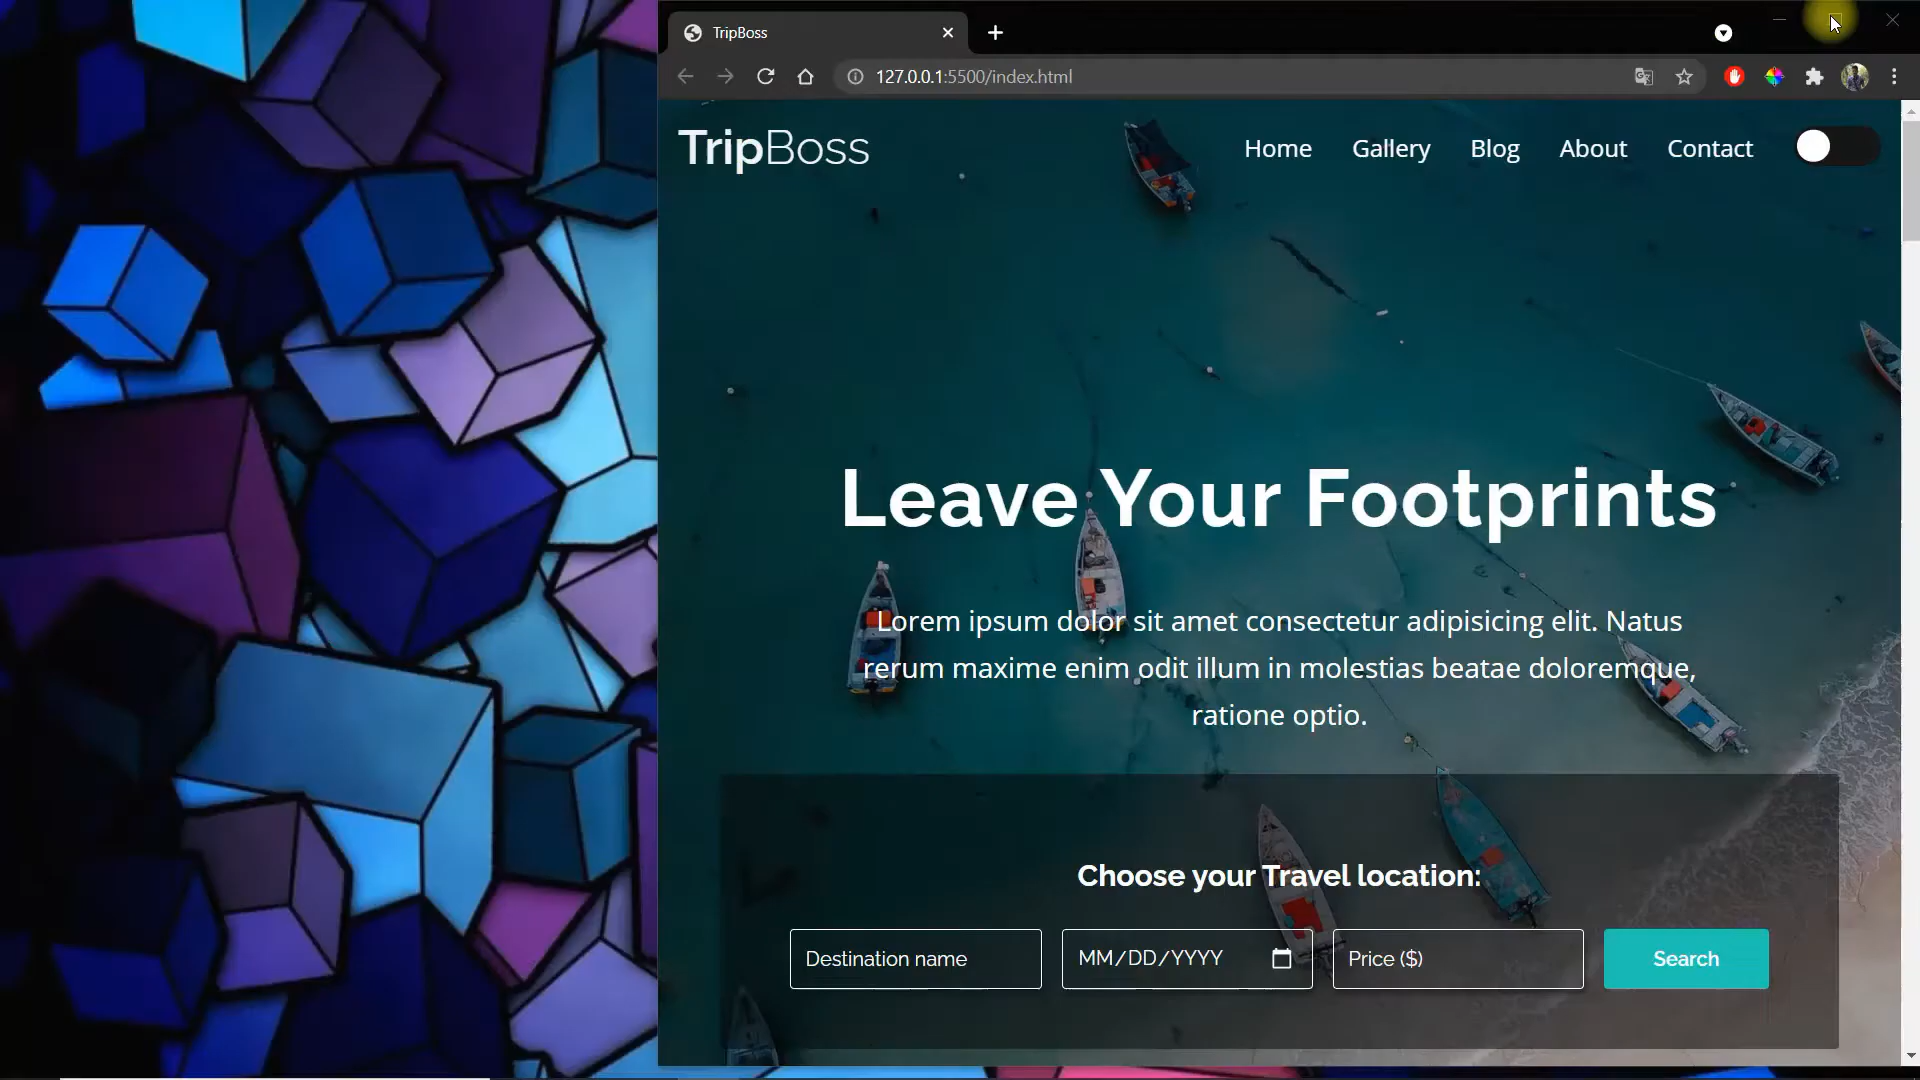 TripBoss
127.0.0.1:5500/index.html
TripBoss
Home
Gallery
Blog
About
Contact
Leave Your Footprints
Lorem ipsum dolor sit amet consectetur adipisicing elit. Natus
rerum maxime enim odit illum in molestias beatae doloremque,
ratione optio.
Choose your Travel location:
Destination name
MM/DD/YYYY
Price ($)
Search